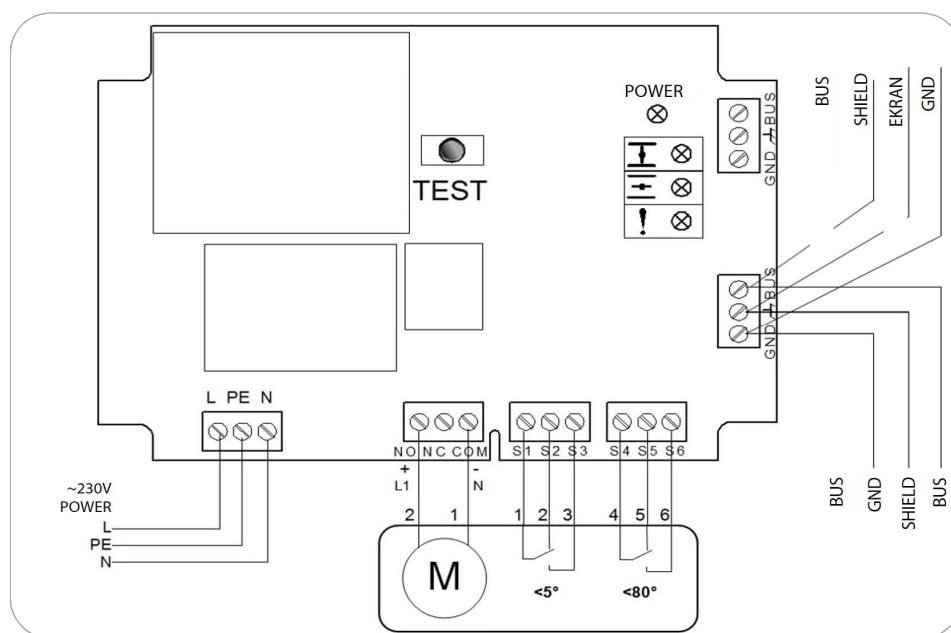 POWER
TEST
BUS
GND
BUS
SHIELD
EKRAN
GND
BUS
GND
L PE N
NO NC COM
+ -
L1 N
S1 S2 S3
S4 S5 S6
~230V
POWER
L
PE
N
2 1 1 2 3 4 5 6
M
<5°
<80°
BUS
GND
SHIELD
BUS